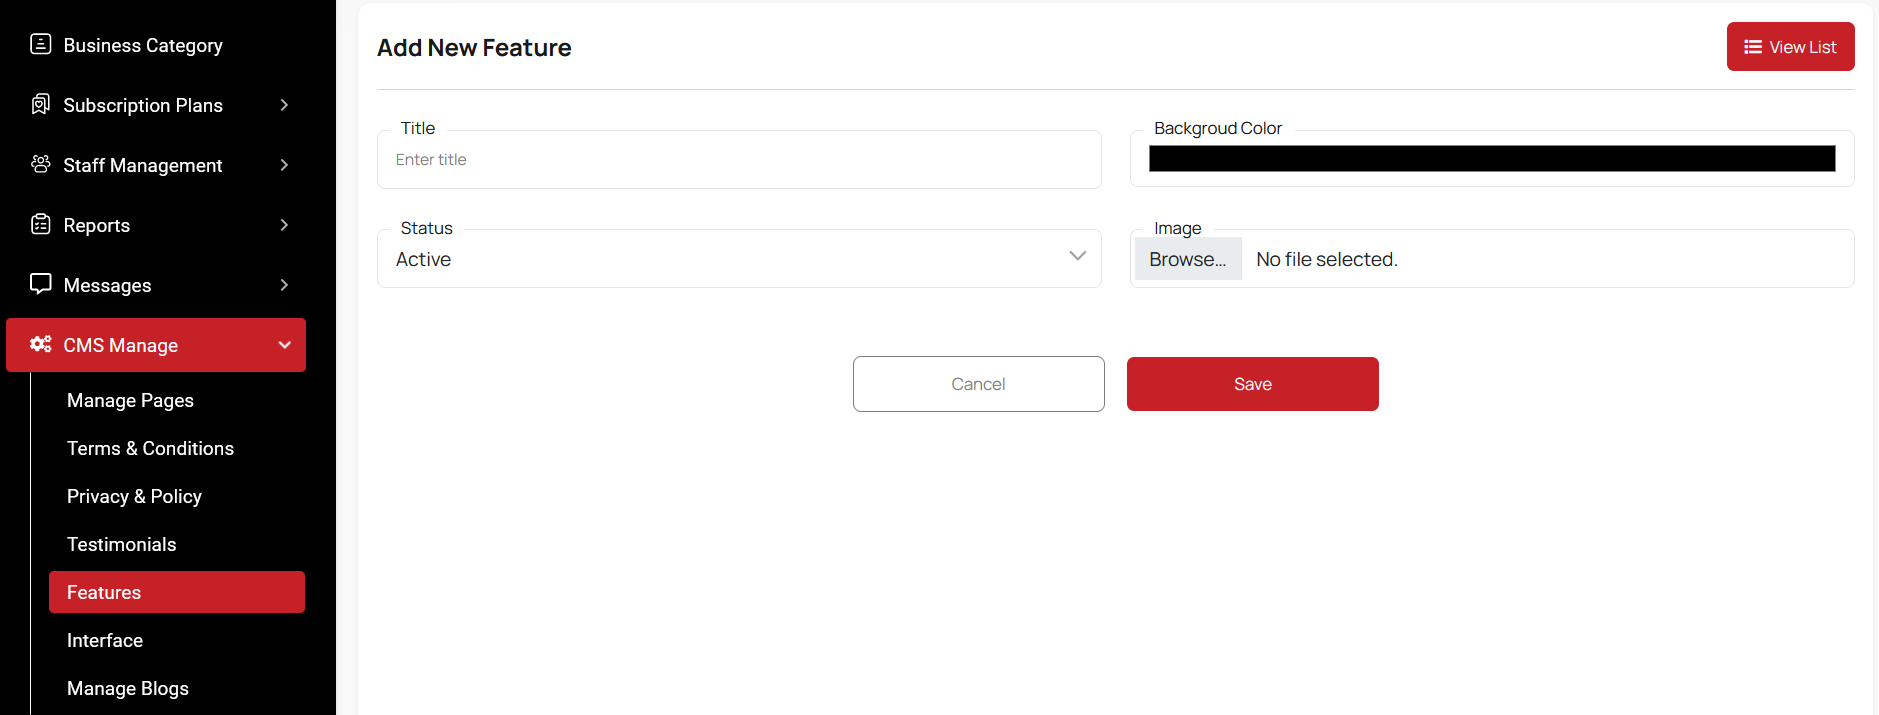 Business Category
Subscription Plans
Staff Management
Reports
Messages
CMS Manage
Manage Pages
Terms & Conditions
Privacy & Policy
Testimonials
Features
Interface
Manage Blogs
Add New Feature
View List
Title
Enter title
Backgroud Color
Status
Active
Image
Browse... No file selected.
Cancel
Save